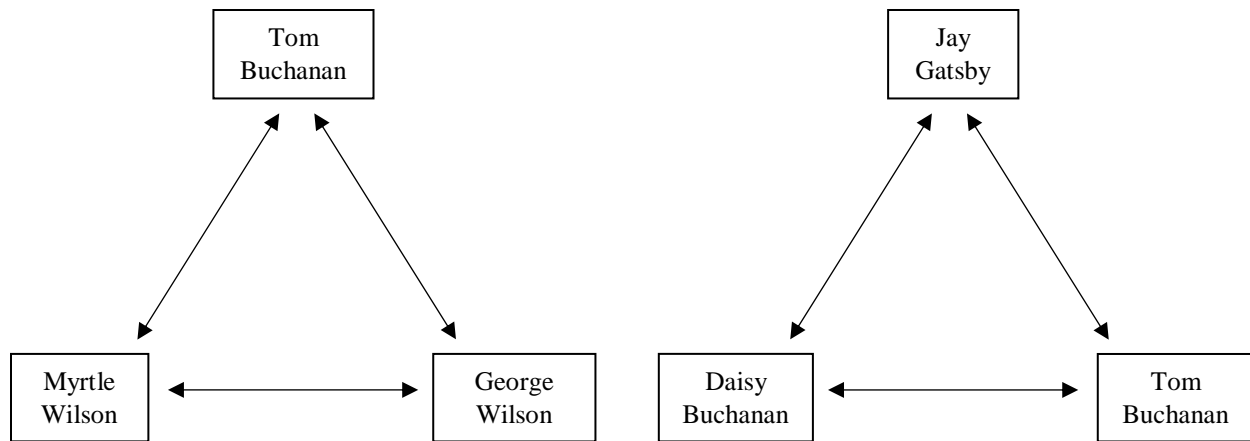 Tom
Buchanan
Jay
Gatsby
Myrtle
Wilson
George
Wilson
Daisy
Buchanan
Tom
Buchanan